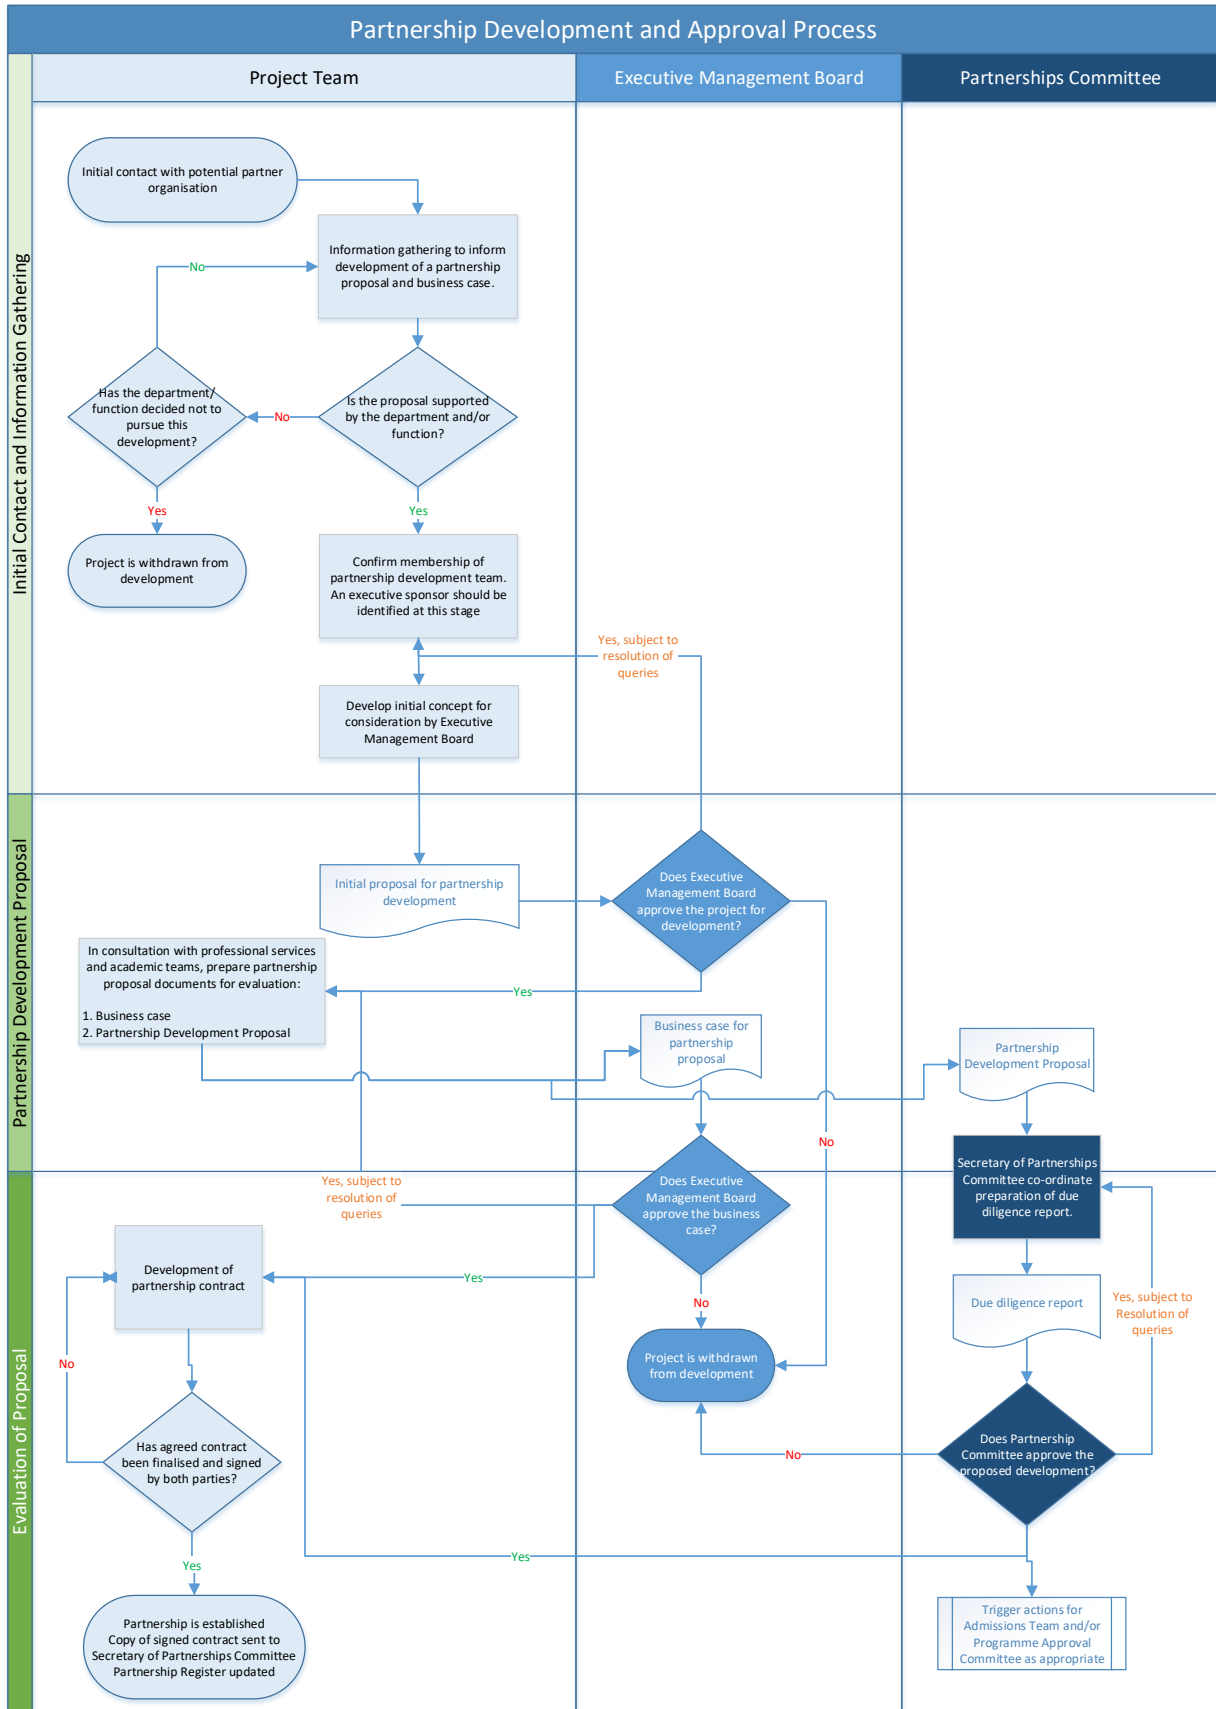 Partnership Development and Approval Process
Project Team
Executive Management Board
Partnerships Committee
Initial Contact and Information Gathering
Initial contact with potential partner
organisation
Information gathering to inform
development of a partnership
proposal and business case.
No
Has the department/
function decided not to
pursue this
development?
No
Is the proposal supported
by the department and/or
function?
Yes
Yes
Project is withdrawn from
development
Confirm membership of
partnership development team.
An executive sponsor should be
identified at this stage
Yes, subject to
resolution of
queries
Develop initial concept for
consideration by Executive
Management Board
Partnership Development Proposal
Initial proposal for partnership
development
Does Executive
Management Board
approve the project for
development?
In consultation with professional services
and academic teams, prepare partnership
proposal documents for evaluation:
1. Business case
2. Partnership Development Proposal
Yes
Business case for
partnership
proposal
Partnership
Development Proposal
No
Secretary of Partnerships
Committee co-ordinate
preparation of due
diligence report.
Evaluation of Proposal
Yes, subject to
resolution of
queries
Does Executive
Management Board
approve the business
case?
Development of
partnership contract
Yes
No
Due diligence report
Yes, subject to
Resolution of
queries
No
Project is withdrawn
from development
Has agreed contract
been finalised and signed
by both parties?
No
Does Partnership
Committee approve the
proposed development?
Yes
Yes
Partnership is established
Copy of signed contract sent to
Secretary of Partnerships Committee
Partnership Register updated
Trigger actions for
Admissions Team and/or
Programme Approval
Committee as appropriate